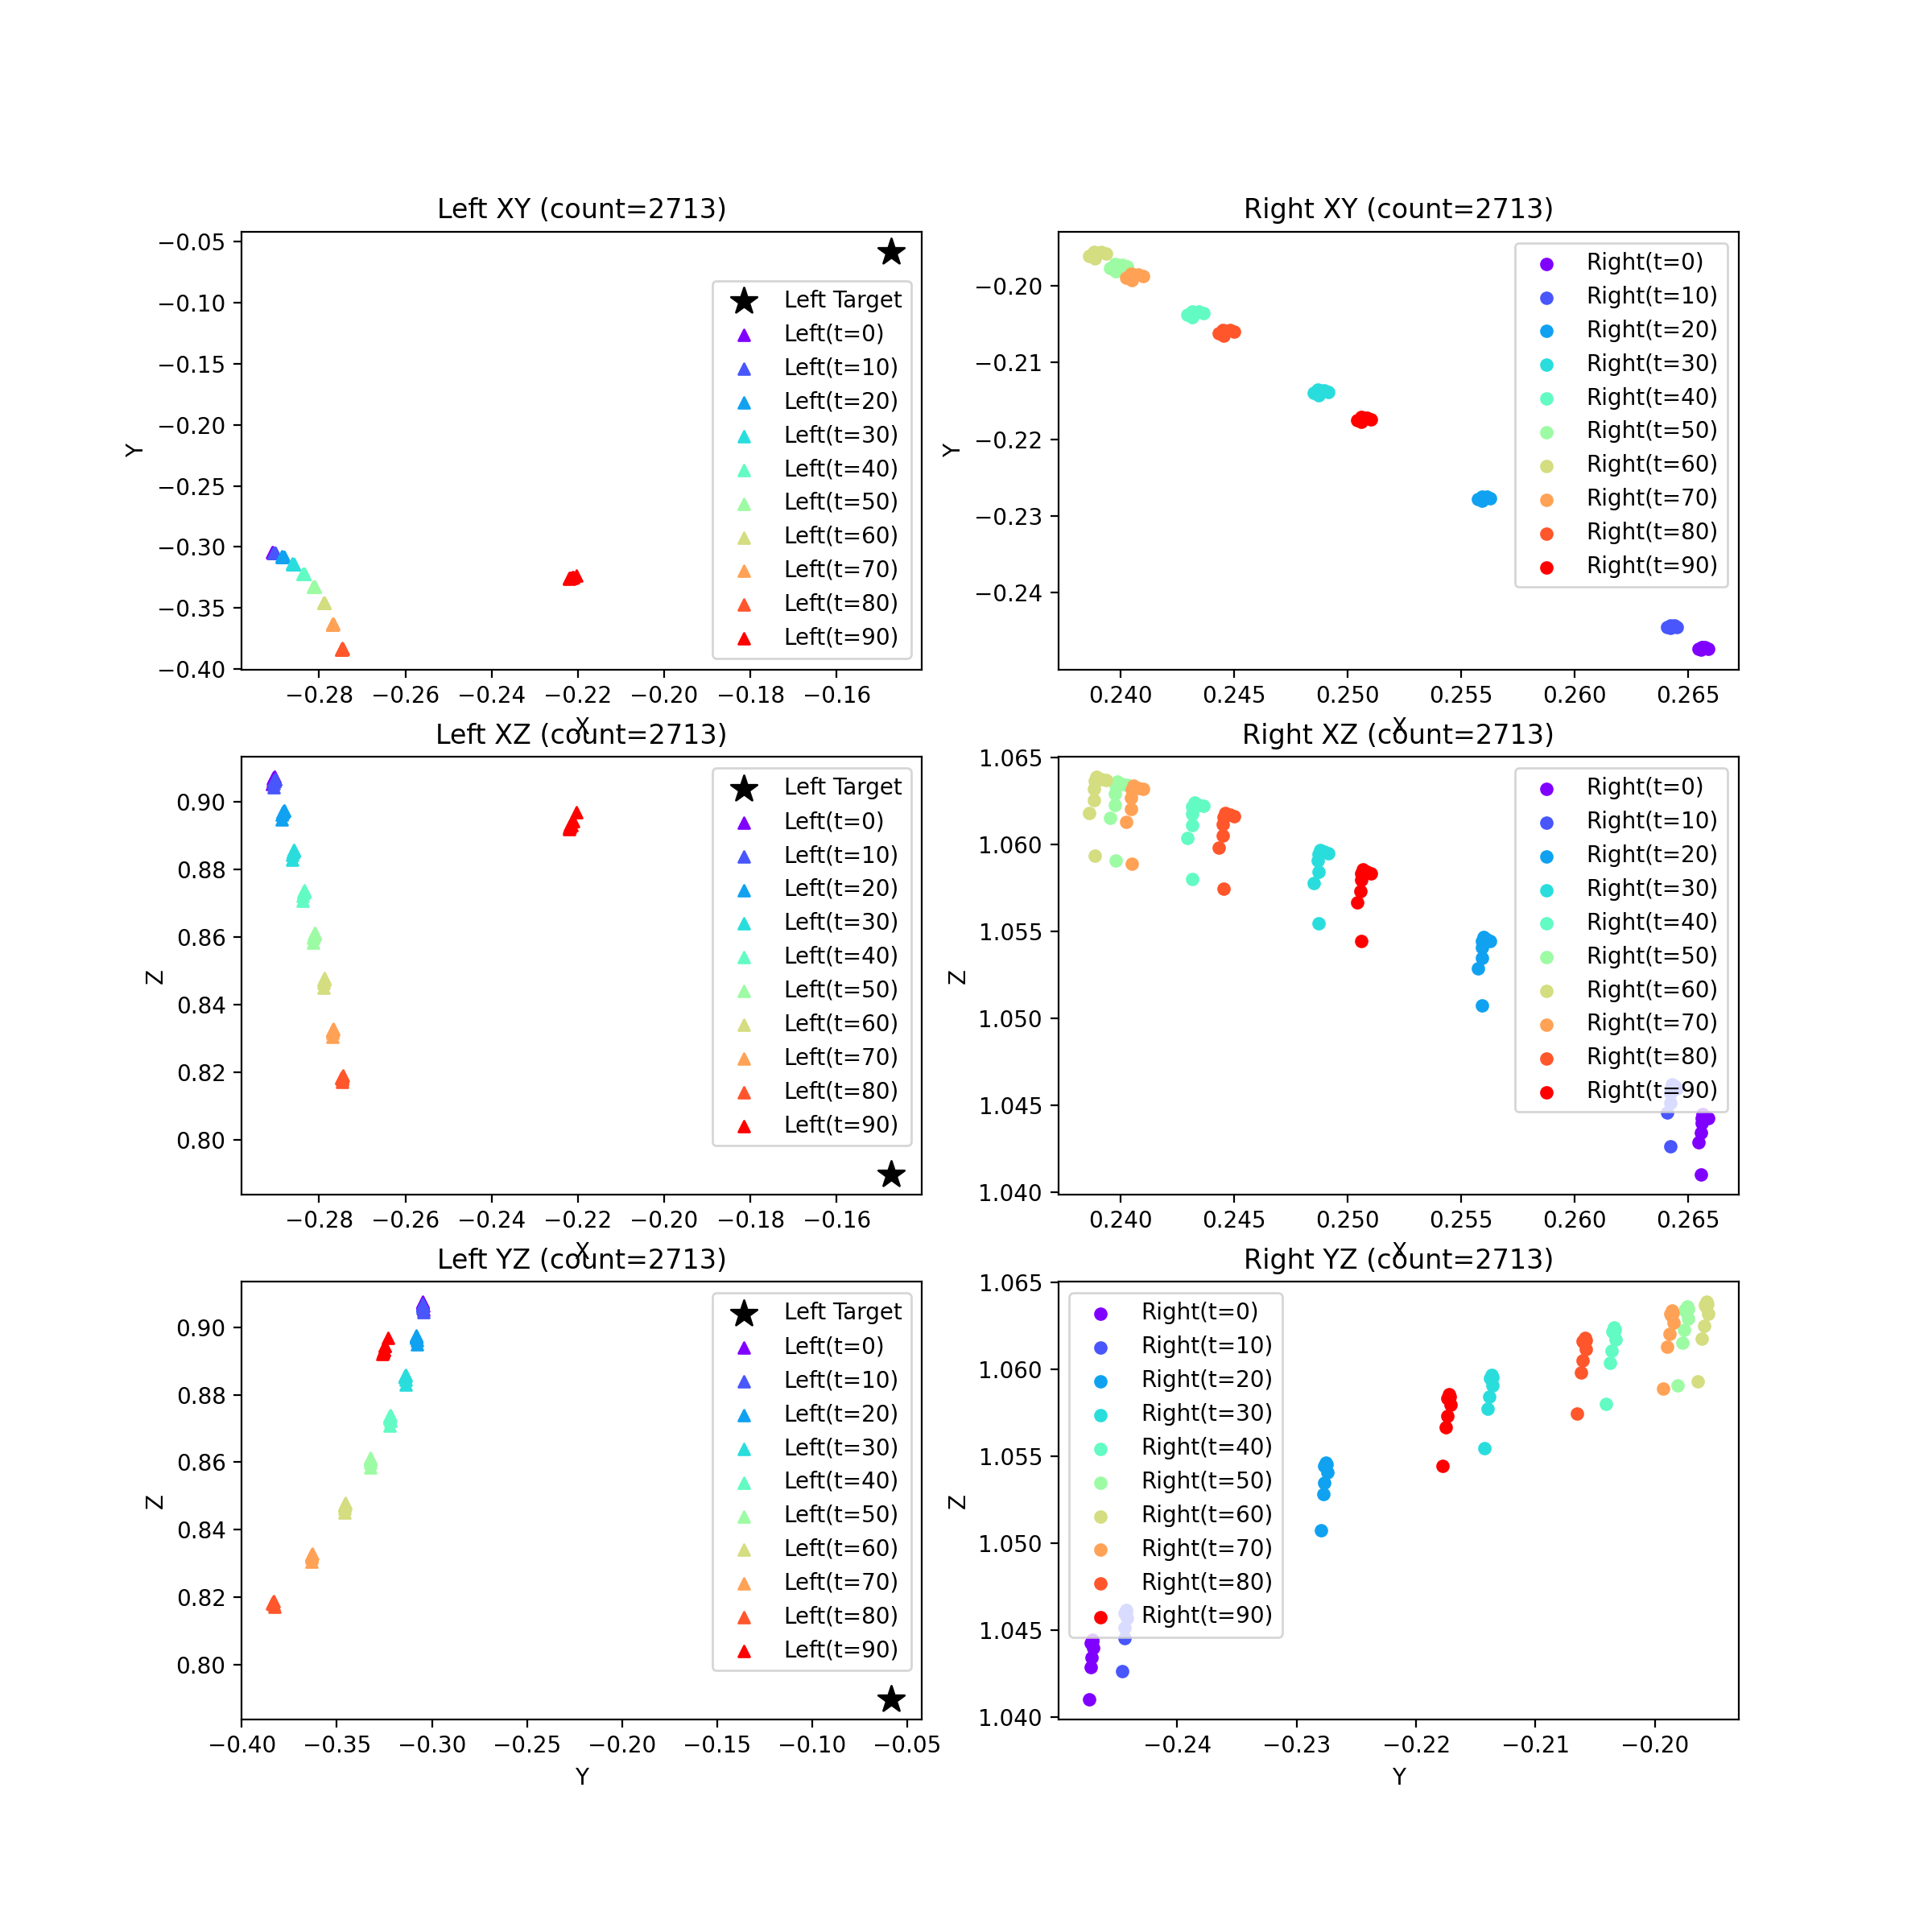 Left XY (count=2713)
Y
−0.05
−0.10
−0.15
−0.20
−0.25
−0.30
−0.35
−0.40
Left Target
Left(t=0)
Left(t=10)
Left(t=20)
Left(t=30)
Left(t=40)
Left(t=50)
Left(t=60)
Left(t=70)
Left(t=80)
Left(t=90)
−0.28 −0.26 −0.24 −0.22 −0.20 −0.18 −0.16
X
Right XY (count=2713)
Y
−0.20
−0.21
−0.22
−0.23
−0.24
Right(t=0)
Right(t=10)
Right(t=20)
Right(t=30)
Right(t=40)
Right(t=50)
Right(t=60)
Right(t=70)
Right(t=80)
Right(t=90)
0.240 0.245 0.250 0.255 0.260 0.265
X
Left XZ (count=2713)
Z
0.90
0.88
0.86
0.84
0.82
0.80
Left Target
Left(t=0)
Left(t=10)
Left(t=20)
Left(t=30)
Left(t=40)
Left(t=50)
Left(t=60)
Left(t=70)
Left(t=80)
Left(t=90)
−0.28 −0.26 −0.24 −0.22 −0.20 −0.18 −0.16
X
Right XZ (count=2713)
Z
1.065
1.060
1.055
1.050
1.045
1.040
Right(t=0)
Right(t=10)
Right(t=20)
Right(t=30)
Right(t=40)
Right(t=50)
Right(t=60)
Right(t=70)
Right(t=80)
Right(t=90)
0.240 0.245 0.250 0.255 0.260 0.265
X
Left YZ (count=2713)
Z
0.90
0.88
0.86
0.84
0.82
0.80
Left Target
Left(t=0)
Left(t=10)
Left(t=20)
Left(t=30)
Left(t=40)
Left(t=50)
Left(t=60)
Left(t=70)
Left(t=80)
Left(t=90)
−0.40 −0.35 −0.30 −0.25 −0.20 −0.15 −0.10 −0.05
Y
Right YZ (count=2713)
Z
1.065
1.060
1.055
1.050
1.045
1.040
Right(t=0)
Right(t=10)
Right(t=20)
Right(t=30)
Right(t=40)
Right(t=50)
Right(t=60)
Right(t=70)
Right(t=80)
Right(t=90)
−0.24 −0.23 −0.22 −0.21 −0.20
Y